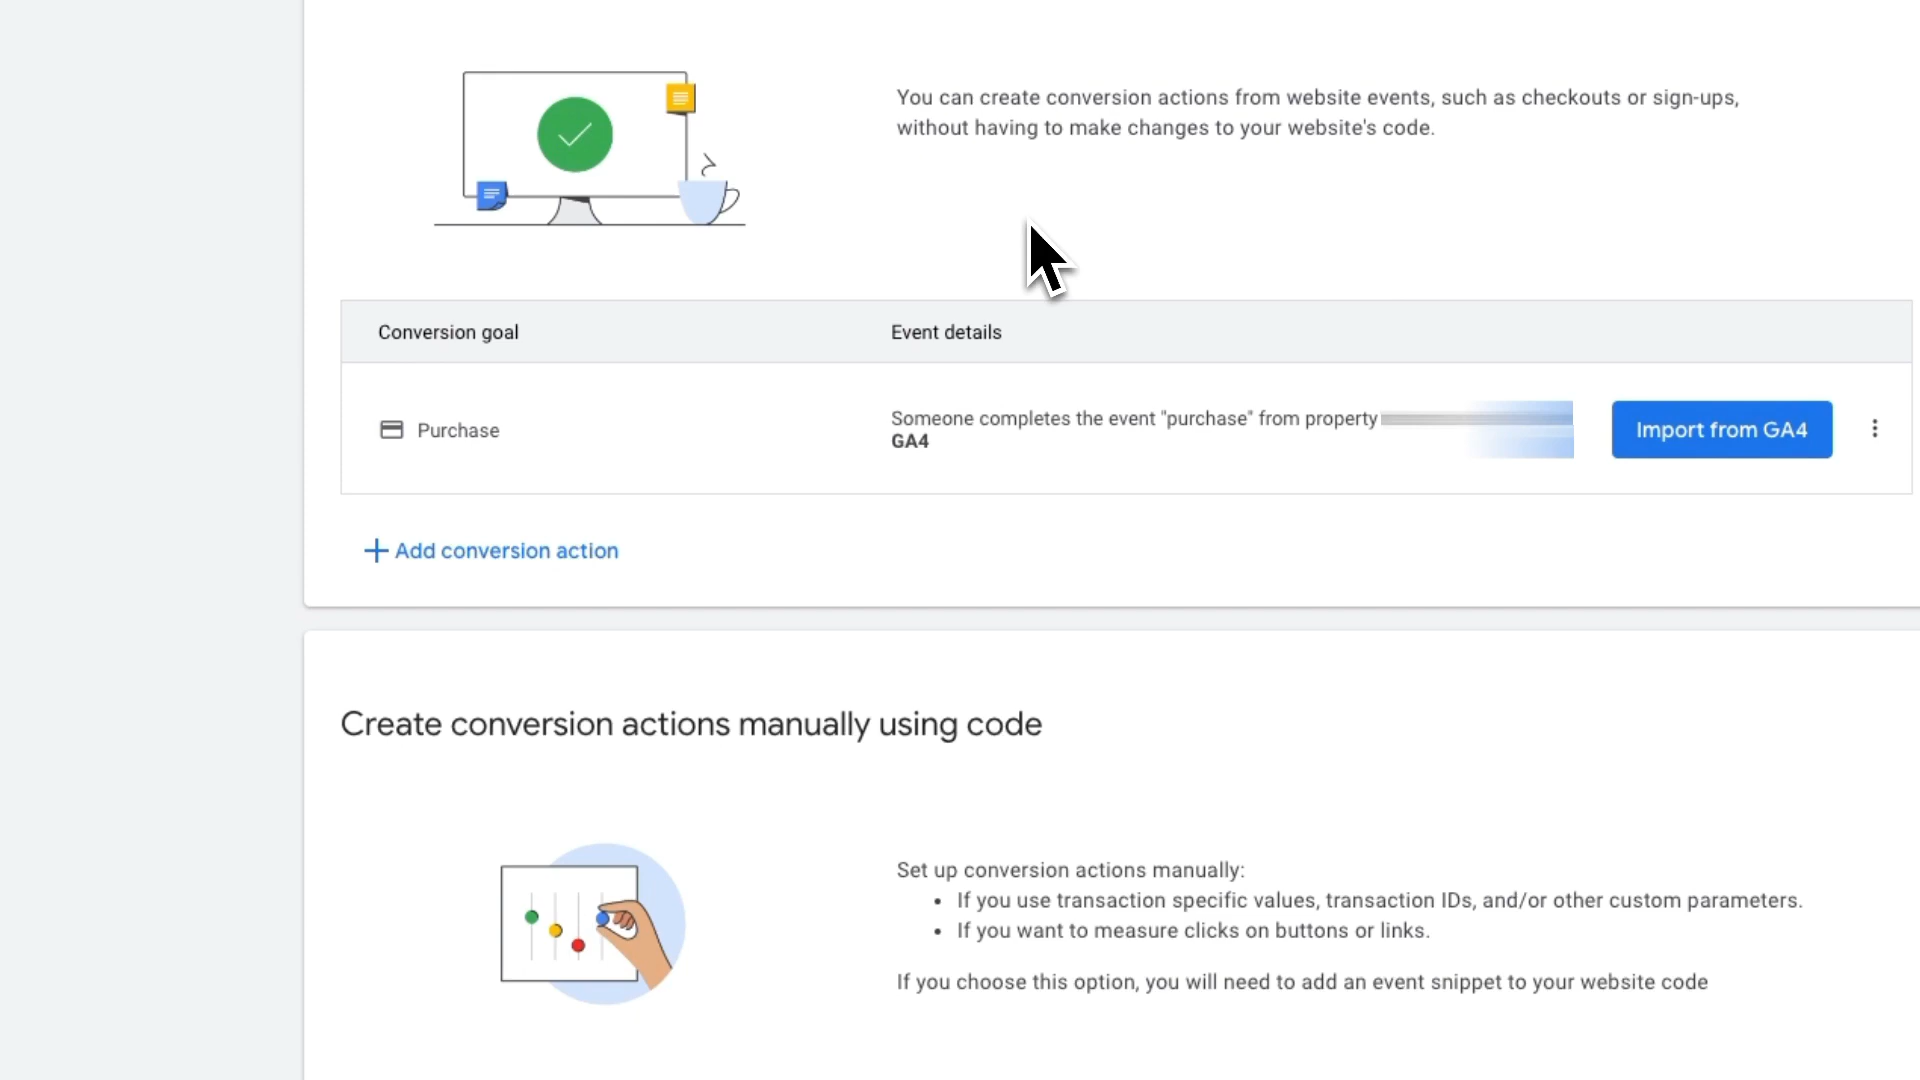 You can create conversion actions from website events, such as checkouts or sign-ups,
without having to make changes to your website's code.
Conversion goal
Event details
Purchase
Someone completes the event "purchase" from property
GA4
Import from GA4
Add conversion action
Create conversion actions manually using code
Set up conversion actions manually:
• If you use transaction specific values, transaction IDs, and/or other custom parameters.
• If you want to measure clicks on buttons or links.
If you choose this option, you will need to add an event snippet to your website code